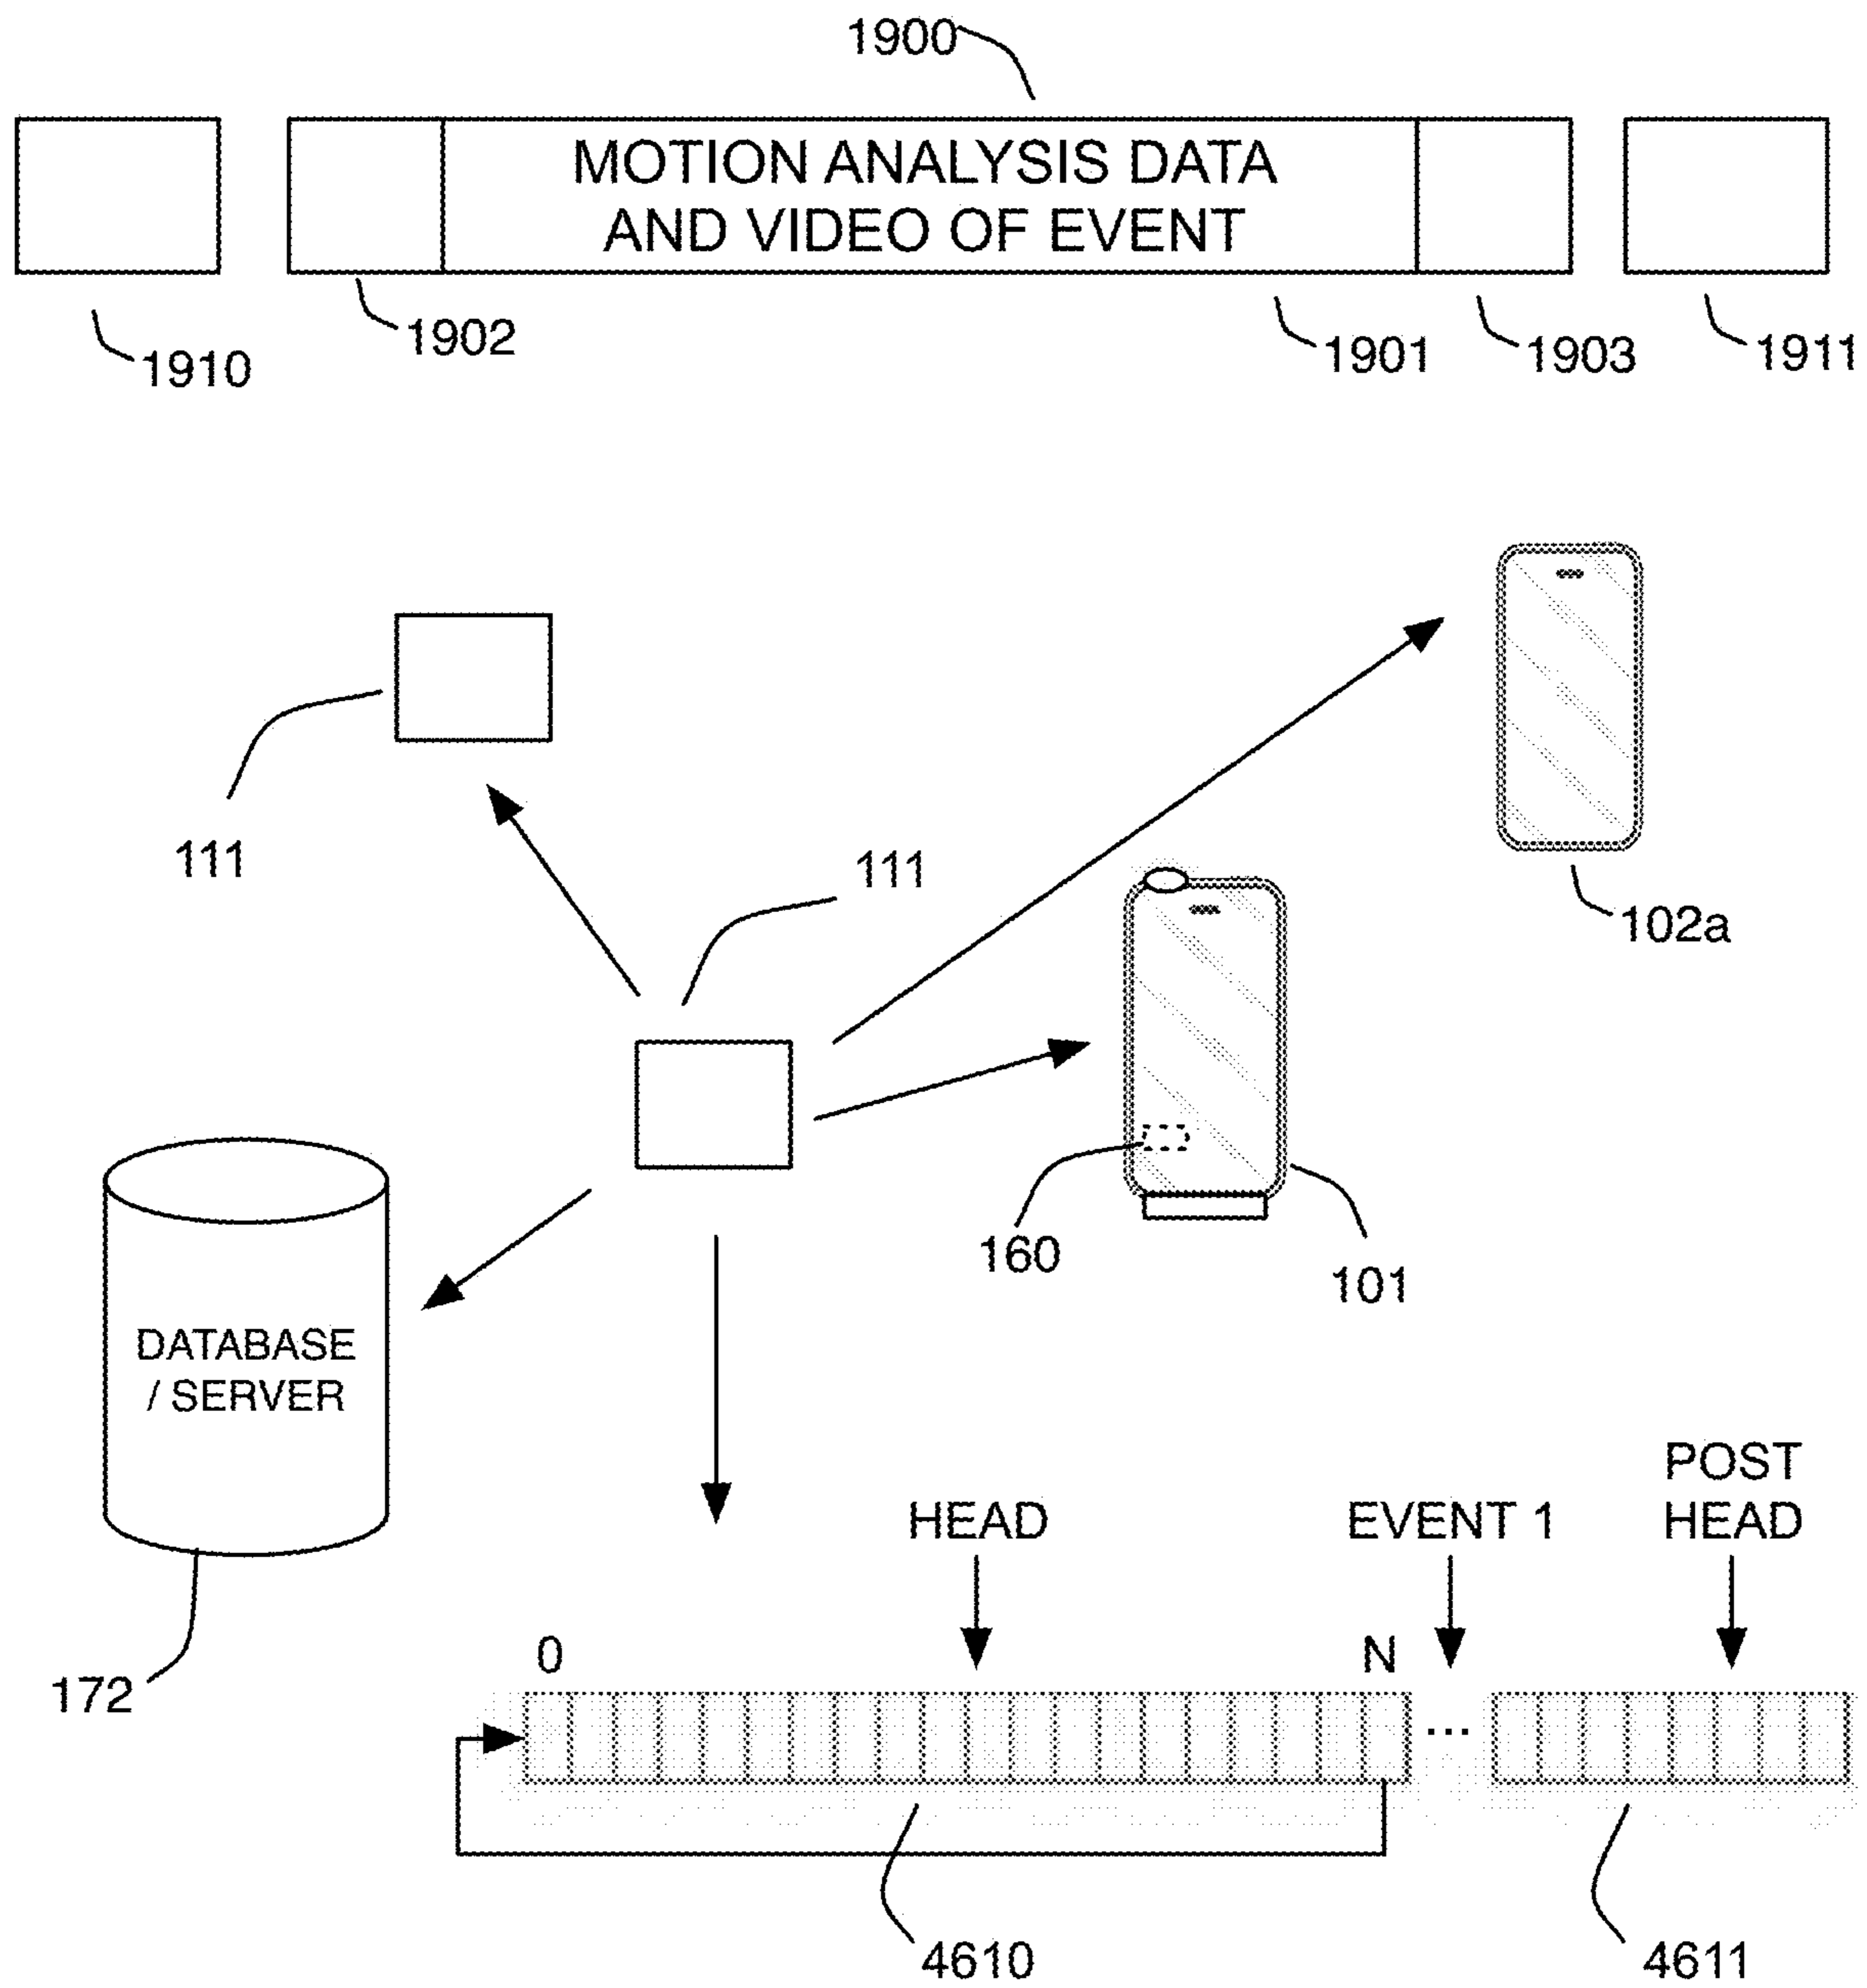 1900
MOTION ANALYSIS DATA
AND VIDEO OF EVENT
1910
1902
1901
1903
1911
111
111
102a
160
101
DATABASE
/ SERVER
172
HEAD
EVENT 1
POST
HEAD
0
N
...
4610
4611